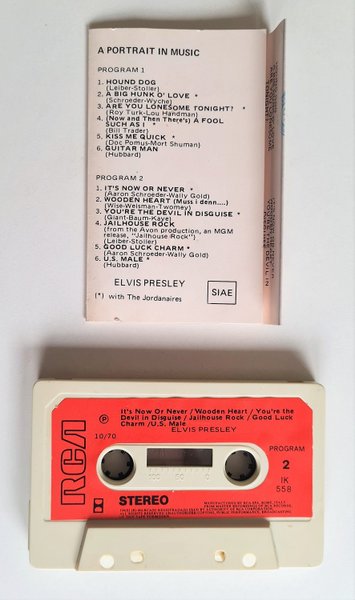 A PORTRAIT IN MUSIC
PROGRAM 1
1. HOUND DOG
(Leiber-Stoller)
2. A BIG HUNK O' LOVE *
(Schroeder-Wyche)
3. ARE YOU LONESOME TONIGHT? *
(Roy Turk-Lou Handman)
4. (Now and Then There's) A FOOL
SUCH AS I *
(Bill Trader)
5. KISS ME QUICK *
(Doc Pomus-Mort Shuman)
6. GUITAR MAN
(Hubbard)
PROGRAM 2
1. IT'S NOW OR NEVER *
(Aaron Schroeder-Wally Gold)
2. WOODEN HEART (Muss i denn....)
(Wise-Weisman-Twomey)
3. YOU'RE THE DEVIL IN DISGUISE *
(Giant-Baum-Kaye)
4. JAILHOUSE ROCK
(from the Avon production, an MGM
release, "Jailhouse Rock")
(Leiber-Stoller)
5. GOOD LUCK CHARM *
(Aaron Schroeder-Wally Gold)
6. U.S. MALE *
(Hubbard)
ELVIS PRESLEY
(*) with The Jordanaires
SIAE
It's Now Or Never / Wooden Heart / You're the
Devil in Disguise / Jailhouse Rock / Good Luck
Charm / U.S. Male
ELVIS PRESLEY
RCA
P
10/70
PROGRAM
2
IK
558
100 50 0
STEREO